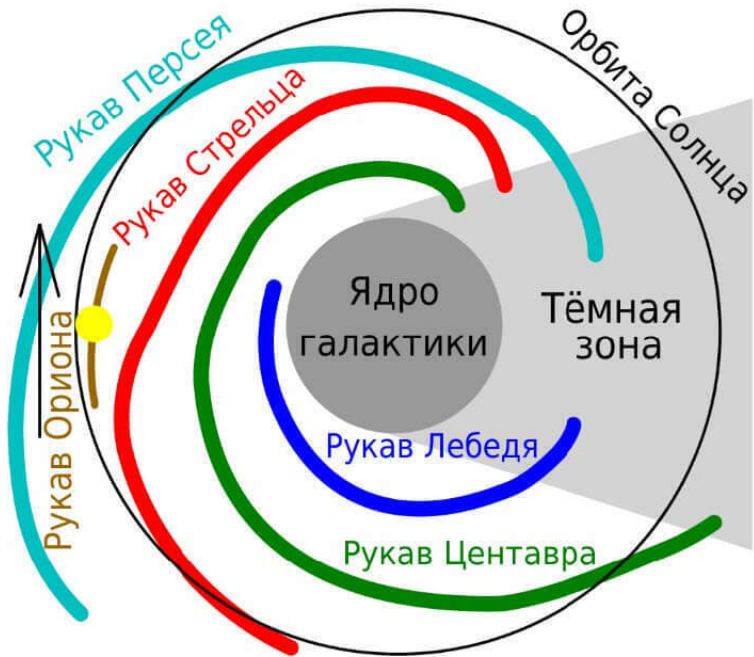 Рукав Персея
Орбита Солнца
Рукав Стрельца
Ядро
галактики
Тёмная
зона
Рукав Ориона
Рукав Лебедя
Рукав Центавра